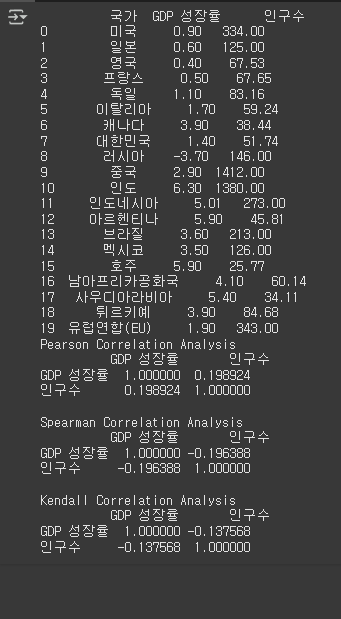 국가 GDP 성장률 인구수
0 미국 0.90 334.00
1 일본 0.60 125.00
2 영국 0.40 67.53
3 프랑스 0.50 67.65
4 독일 1.10 83.16
5 이탈리아 1.70 59.24
6 캐나다 3.90 38.44
7 대한민국 1.40 51.74
8 러시아 -3.70 146.00
9 중국 2.90 1412.00
10 인도 6.30 1380.00
11 인도네시아 5.01 273.00
12 아르헨티나 5.90 45.81
13 브라질 3.60 213.00
14 멕시코 3.50 126.00
15 호주 5.90 25.77
16 남아프리카공화국 4.10 60.14
17 사우디아라비아 5.40 34.11
18 튀르키예 3.90 84.68
19 유럽연합(EU) 1.90 343.00
Pearson Correlation Analysis
GDP 성장률 인구수
GDP 성장률 1.000000 0.198924
인구수 0.198924 1.000000
Spearman Correlation Analysis
GDP 성장률 인구수
GDP 성장률 1.000000 -0.196388
인구수 -0.196388 1.000000
Kendall Correlation Analysis
GDP 성장률 인구수
GDP 성장률 1.000000 -0.137568
인구수 -0.137568 1.000000